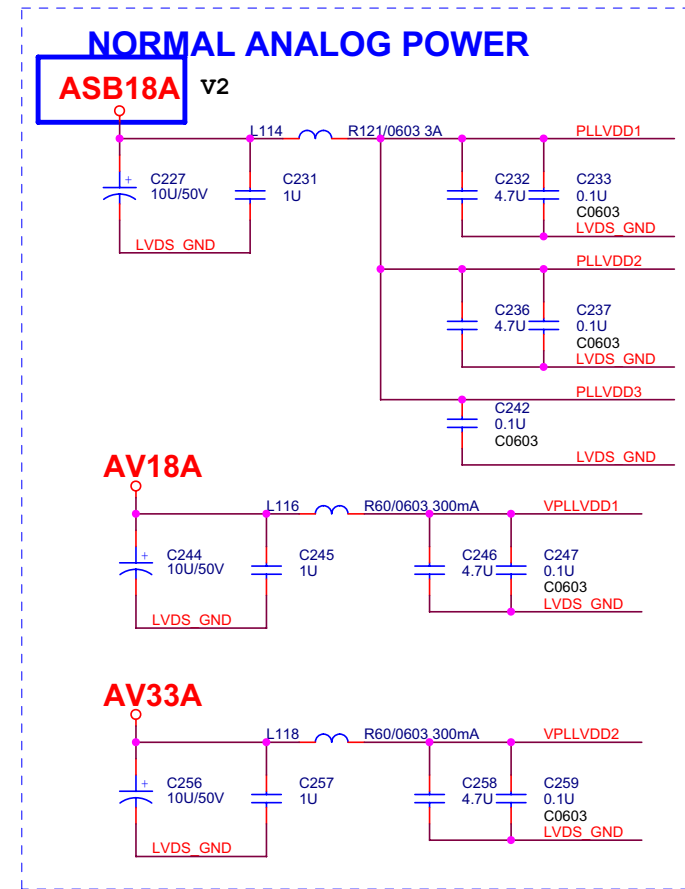 NORMAL ANALOG POWER
ASB18A V2
L114 R121/0603 3A PLLVDD1
C227 C231 C232 C233
10U/50V 1U 4.7U 0.1U
C0603
LVDS_GND LVDS_GND
PLLVDD2
C236 C237
4.7U 0.1U
C0603
LVDS_GND
PLLVDD3
C242
0.1U
C0603
LVDS_GND
AV18A
L116 R60/0603 300mA VPLLVDD1
C244 C245 C246 C247
10U/50V 1U 4.7U 0.1U
C0603
LVDS_GND LVDS_GND
AV33A
L118 R60/0603 300mA VPLLVDD2
C256 C257 C258 C259
10U/50V 1U 4.7U 0.1U
C0603
LVDS_GND LVDS_GND